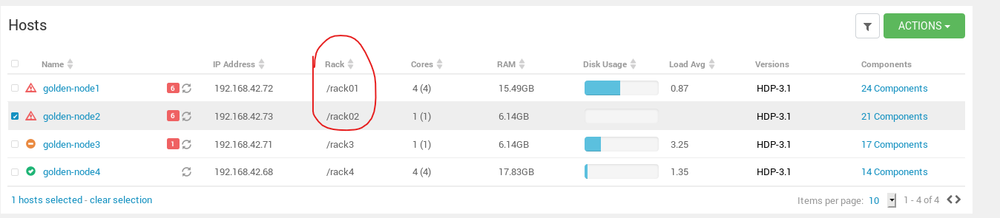 Hosts
ACTIONS
Name IP Address Rack Cores RAM Disk Usage Load Avg Versions Components
golden-node1 6 192.168.42.72 /rack01 4 (4) 15.49GB 0.87 HDP-3.1 24 Components
golden-node2 6 192.168.42.73 /rack02 1 (1) 6.14GB HDP-3.1 21 Components
golden-node3 1 192.168.42.71 /rack3 1 (1) 6.14GB 3.25 HDP-3.1 17 Components
golden-node4 192.168.42.68 /rack4 4 (4) 17.83GB 1.35 HDP-3.1 14 Components
1 hosts selected - clear selection Items per page: 10 1 - 4 of 4